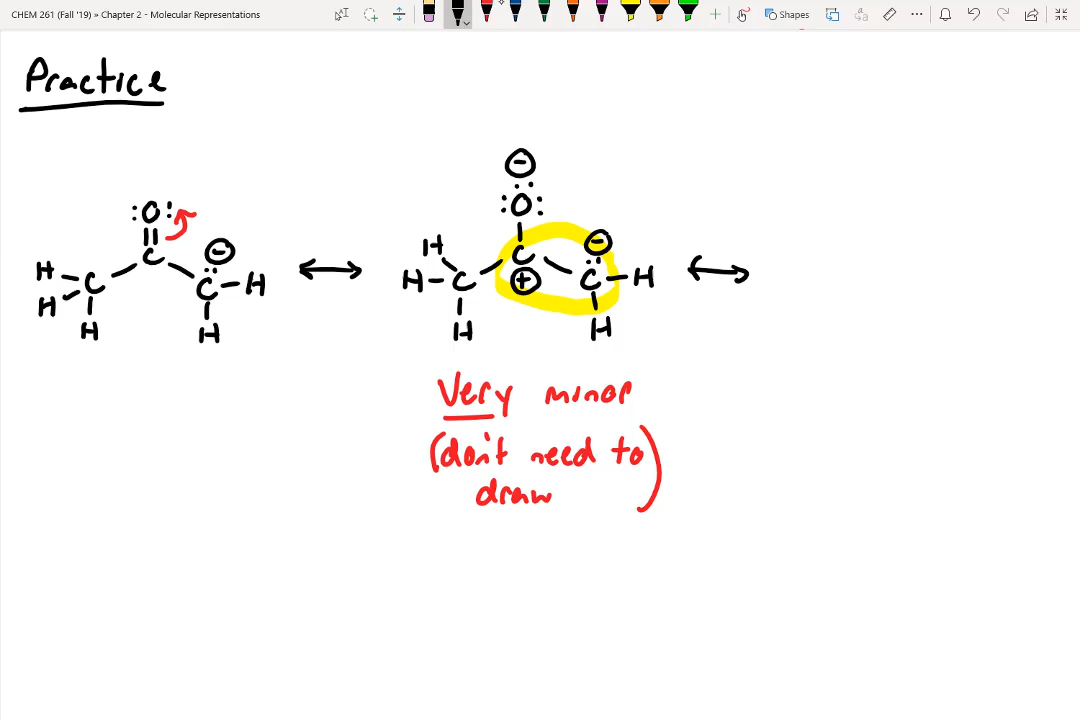 CHEM 261 (Fall '19) » Chapter 2 - Molecular Representations
Shapes
Practice
⊖
:O: :O:
H C ⊖ H C ⊖
H C C H H C ⊕ C H
H
H H H H
Very minor
(don't need to)
draw